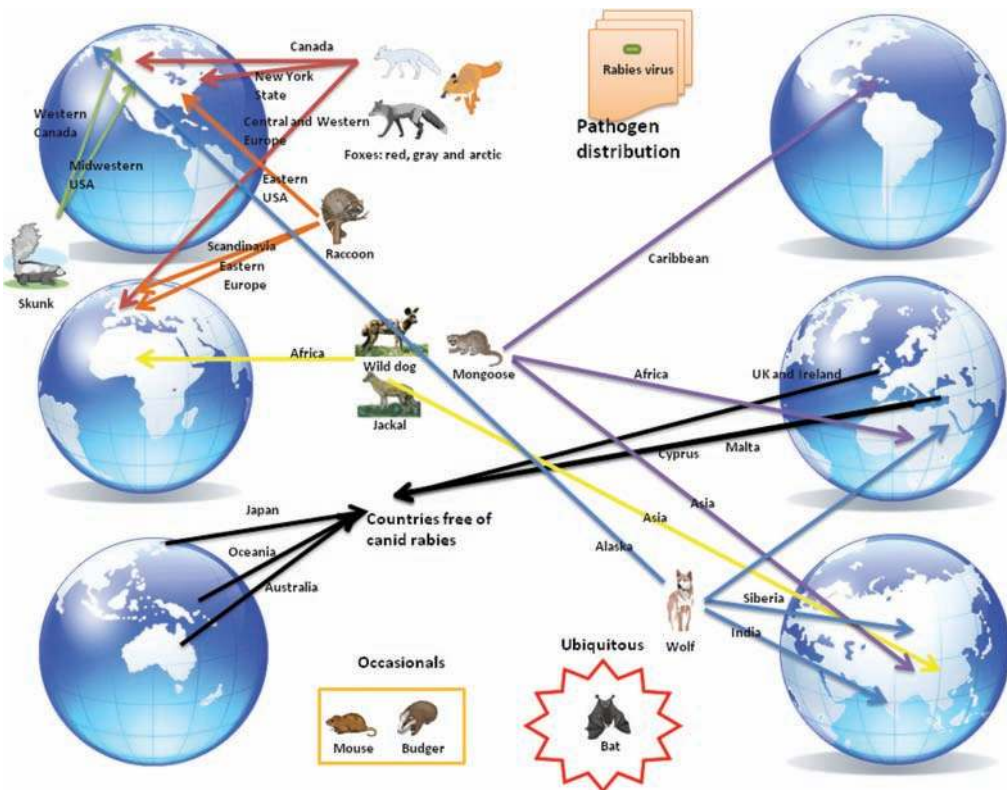 Canada
New York
State
Central and Western
Europe
Foxes: red, gray and arctic
Rabies virus
Pathogen
distribution
Western
Canada
Midwestern
USA
Eastern
USA
Raccoon
Scandinavia
Eastern
Europe
Skunk
Caribbean
Africa
Wild dog
Mongoose
Jackal
Africa
UK and Ireland
Cyprus
Malta
Japan
Oceania
Australia
Countries free of
canid rabies
Asia
Asia
Alaska
Siberia
India
Wolf
Occasionals
Mouse
Budger
Ubiquitous
Bat